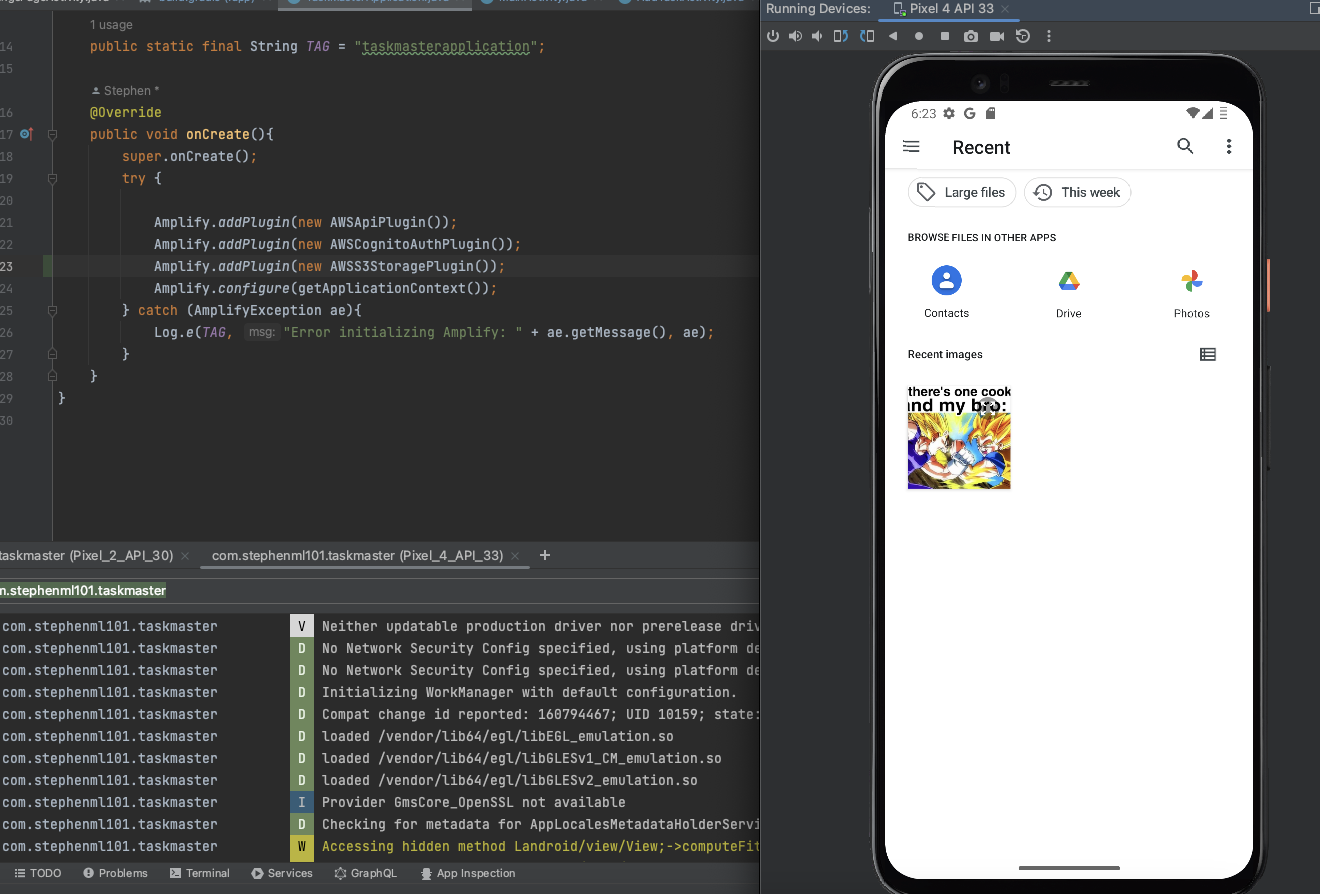 Running Devices: Pixel 4 API 33
1 usage
14 public static final String TAG = "taskmasterapplication";
15
Stephen *
16 @Override
17 public void onCreate(){
18 super.onCreate();
19 try {
20
21 Amplify.addPlugin(new AWSApiPlugin());
22 Amplify.addPlugin(new AWSCognitoAuthPlugin());
23 Amplify.addPlugin(new AWSS3StoragePlugin());
24 Amplify.configure(getApplicationContext());
25 } catch (AmplifyException ae){
26 Log.e(TAG, msg: "Error initializing Amplify: " + ae.getMessage(), ae);
27 }
28 }
29 }
30
taskmaster (Pixel_2_API_30) com.stephenml101.taskmaster (Pixel_4_API_33)
m.stephenml101.taskmaster
com.stephenml101.taskmaster V Neither updatable production driver nor prerelease driv
com.stephenml101.taskmaster D No Network Security Config specified, using platform de
com.stephenml101.taskmaster D No Network Security Config specified, using platform de
com.stephenml101.taskmaster D Initializing WorkManager with default configuration.
com.stephenml101.taskmaster D Compat change id reported: 160794467; UID 10159; state:
com.stephenml101.taskmaster D loaded /vendor/lib64/egl/libEGL_emulation.so
com.stephenml101.taskmaster D loaded /vendor/lib64/egl/libGLESv1_CM_emulation.so
com.stephenml101.taskmaster D loaded /vendor/lib64/egl/libGLESv2_emulation.so
com.stephenml101.taskmaster I Provider GmsCore_OpenSSL not available
com.stephenml101.taskmaster D Checking for metadata for AppLocalesMetadataHolderServi
com.stephenml101.taskmaster W Accessing hidden method Landroid/view/View;->computeFit
TODO Problems Terminal Services GraphQL App Inspection
6:23
Recent
Large files This week
BROWSE FILES IN OTHER APPS
Contacts Drive Photos
Recent images
there's one cook
and my bro: